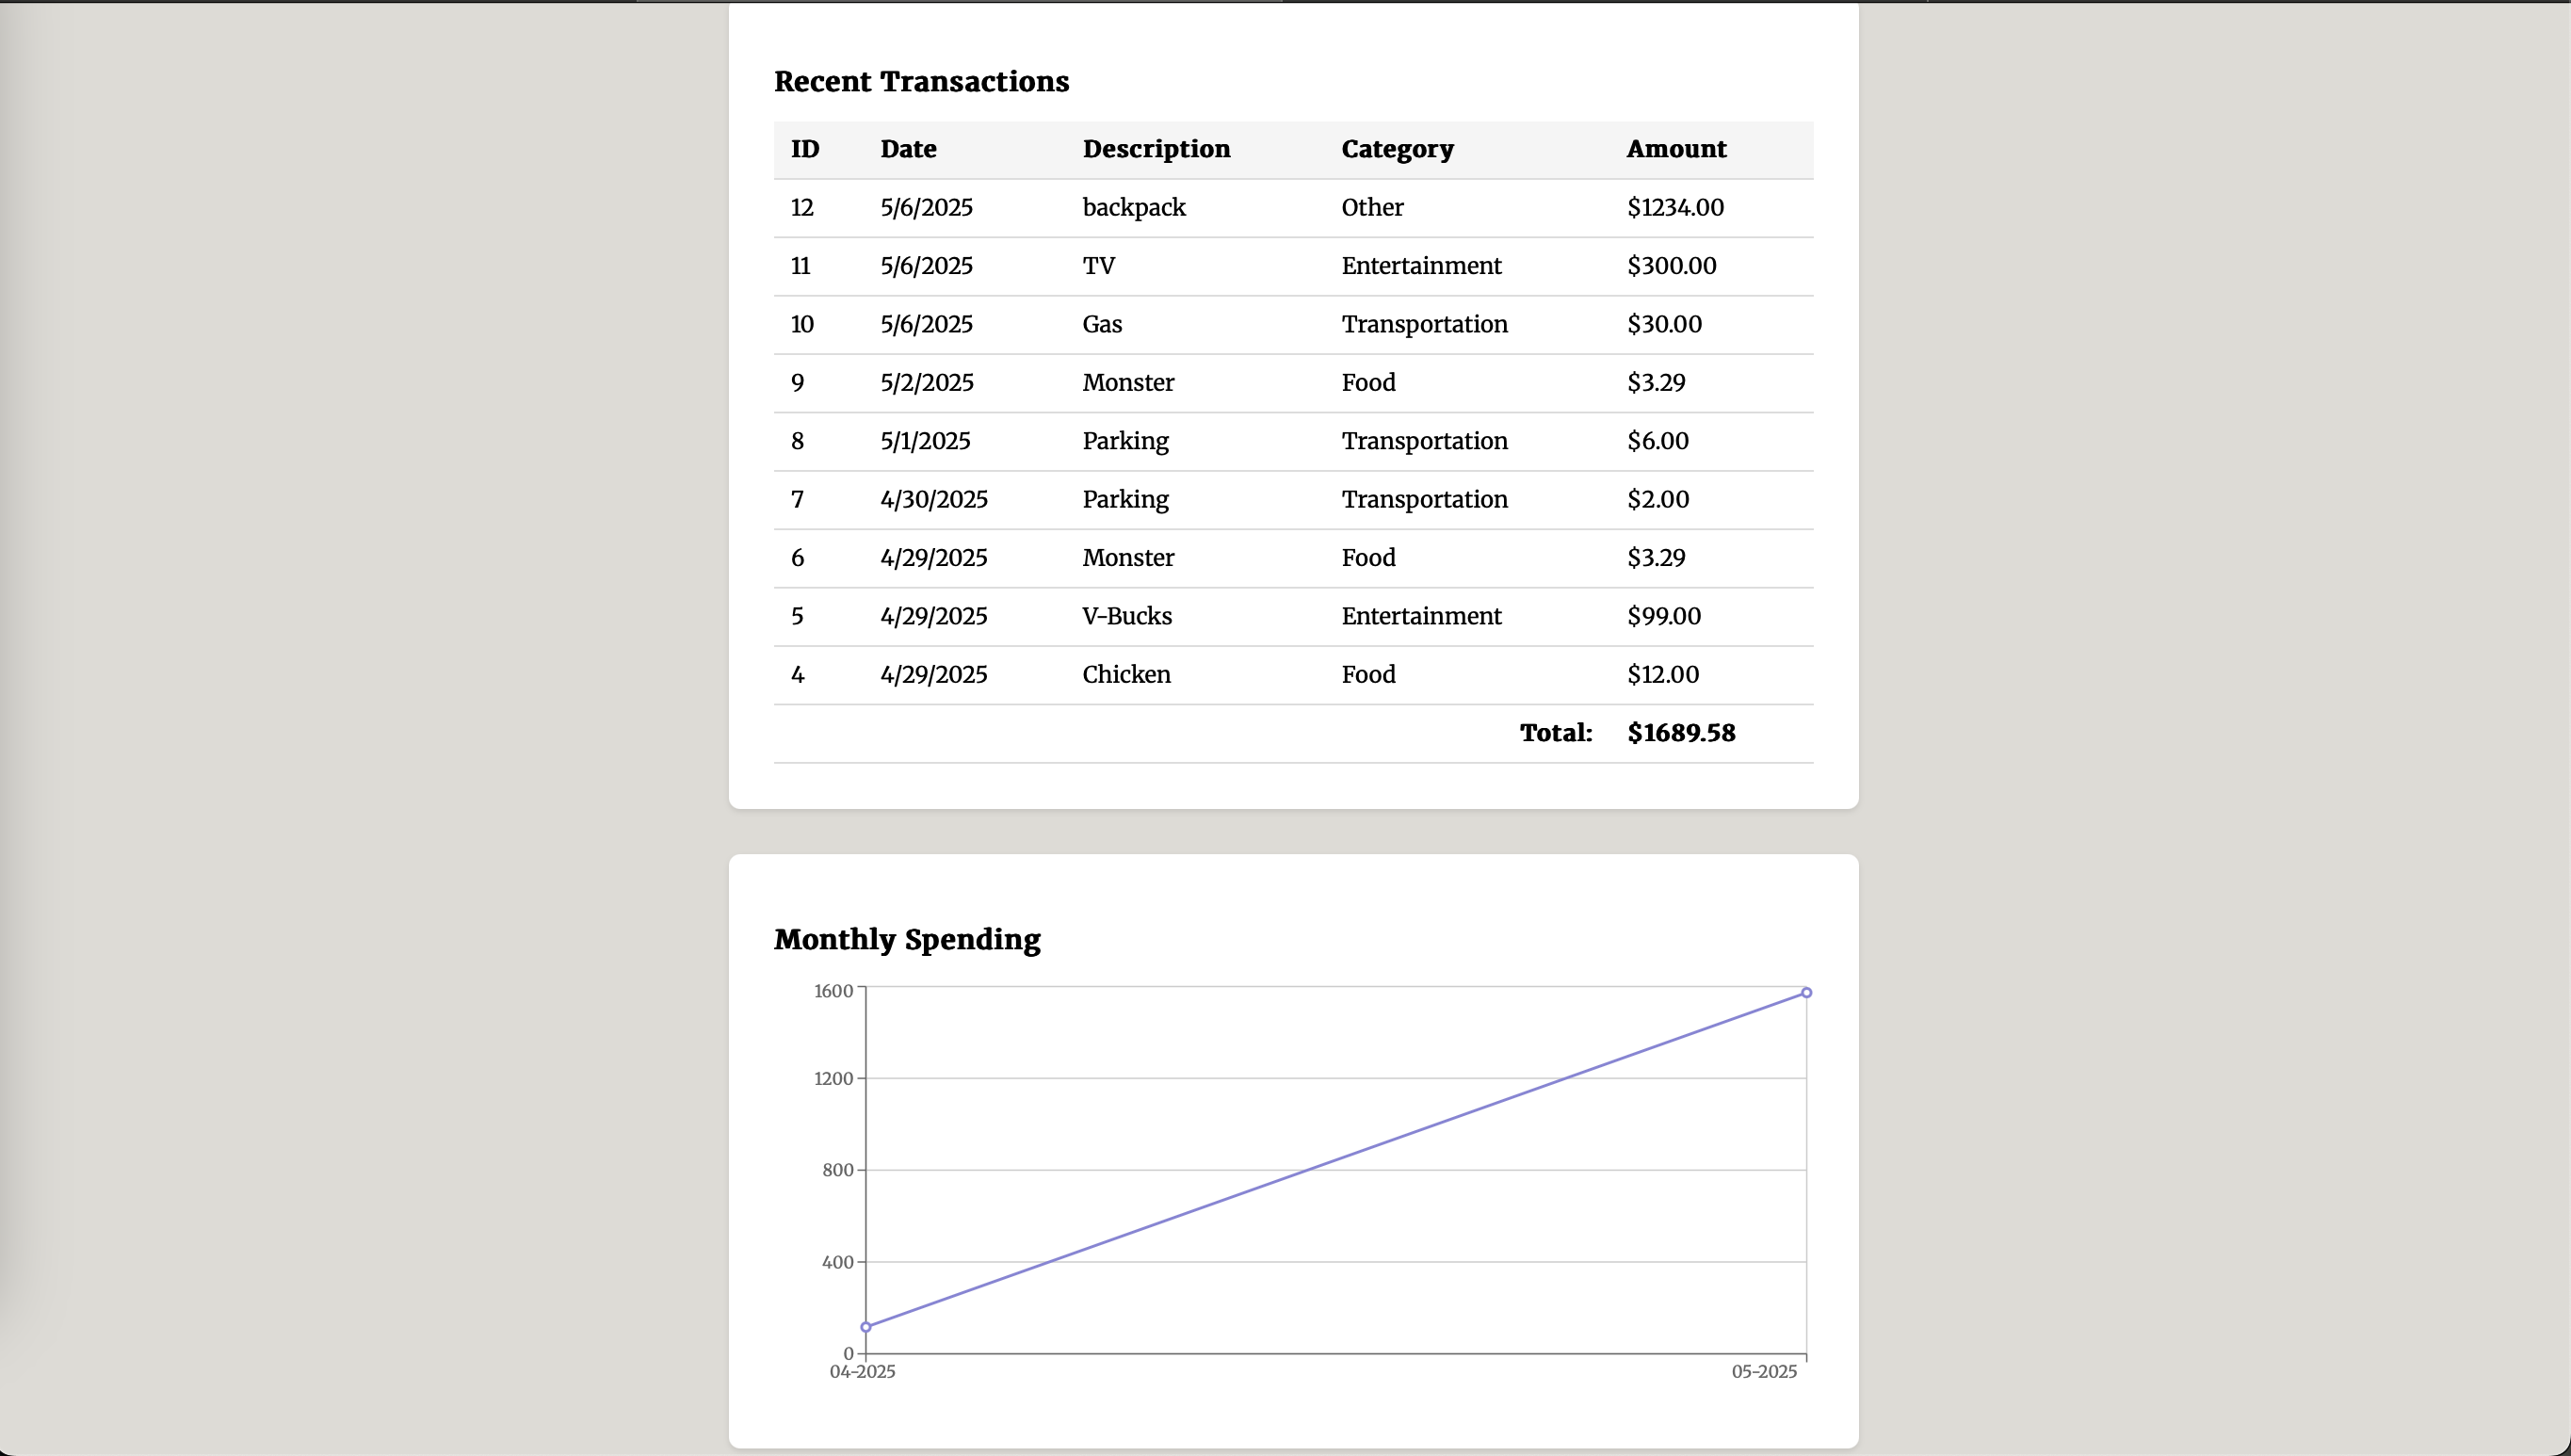 Recent Transactions
ID Date Description Category Amount
12 5/6/2025 backpack Other $1234.00
11 5/6/2025 TV Entertainment $300.00
10 5/6/2025 Gas Transportation $30.00
9 5/2/2025 Monster Food $3.29
8 5/1/2025 Parking Transportation $6.00
7 4/30/2025 Parking Transportation $2.00
6 4/29/2025 Monster Food $3.29
5 4/29/2025 V-Bucks Entertainment $99.00
4 4/29/2025 Chicken Food $12.00
Total: $1689.58
Monthly Spending
1600
1200
800
400
0
04-2025 05-2025